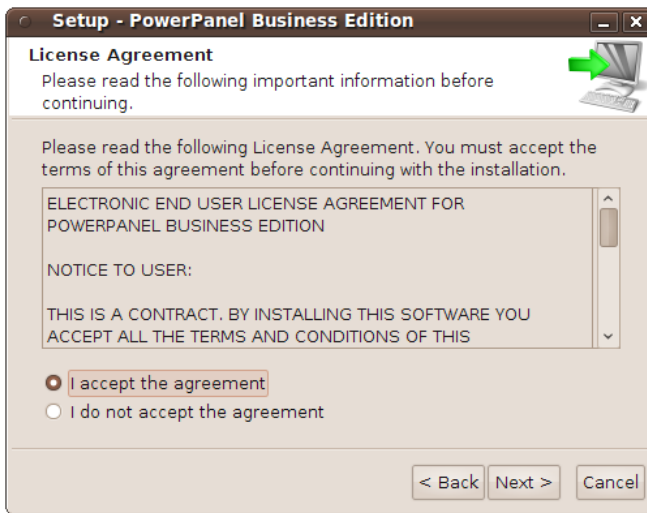 Setup - PowerPanel Business Edition
License Agreement
Please read the following important information before
continuing.
Please read the following License Agreement. You must accept the
terms of this agreement before continuing with the installation.
ELECTRONIC END USER LICENSE AGREEMENT FOR
POWERPANEL BUSINESS EDITION
NOTICE TO USER:
THIS IS A CONTRACT. BY INSTALLING THIS SOFTWARE YOU
ACCEPT ALL THE TERMS AND CONDITIONS OF THIS
I accept the agreement
I do not accept the agreement
< Back Next > Cancel